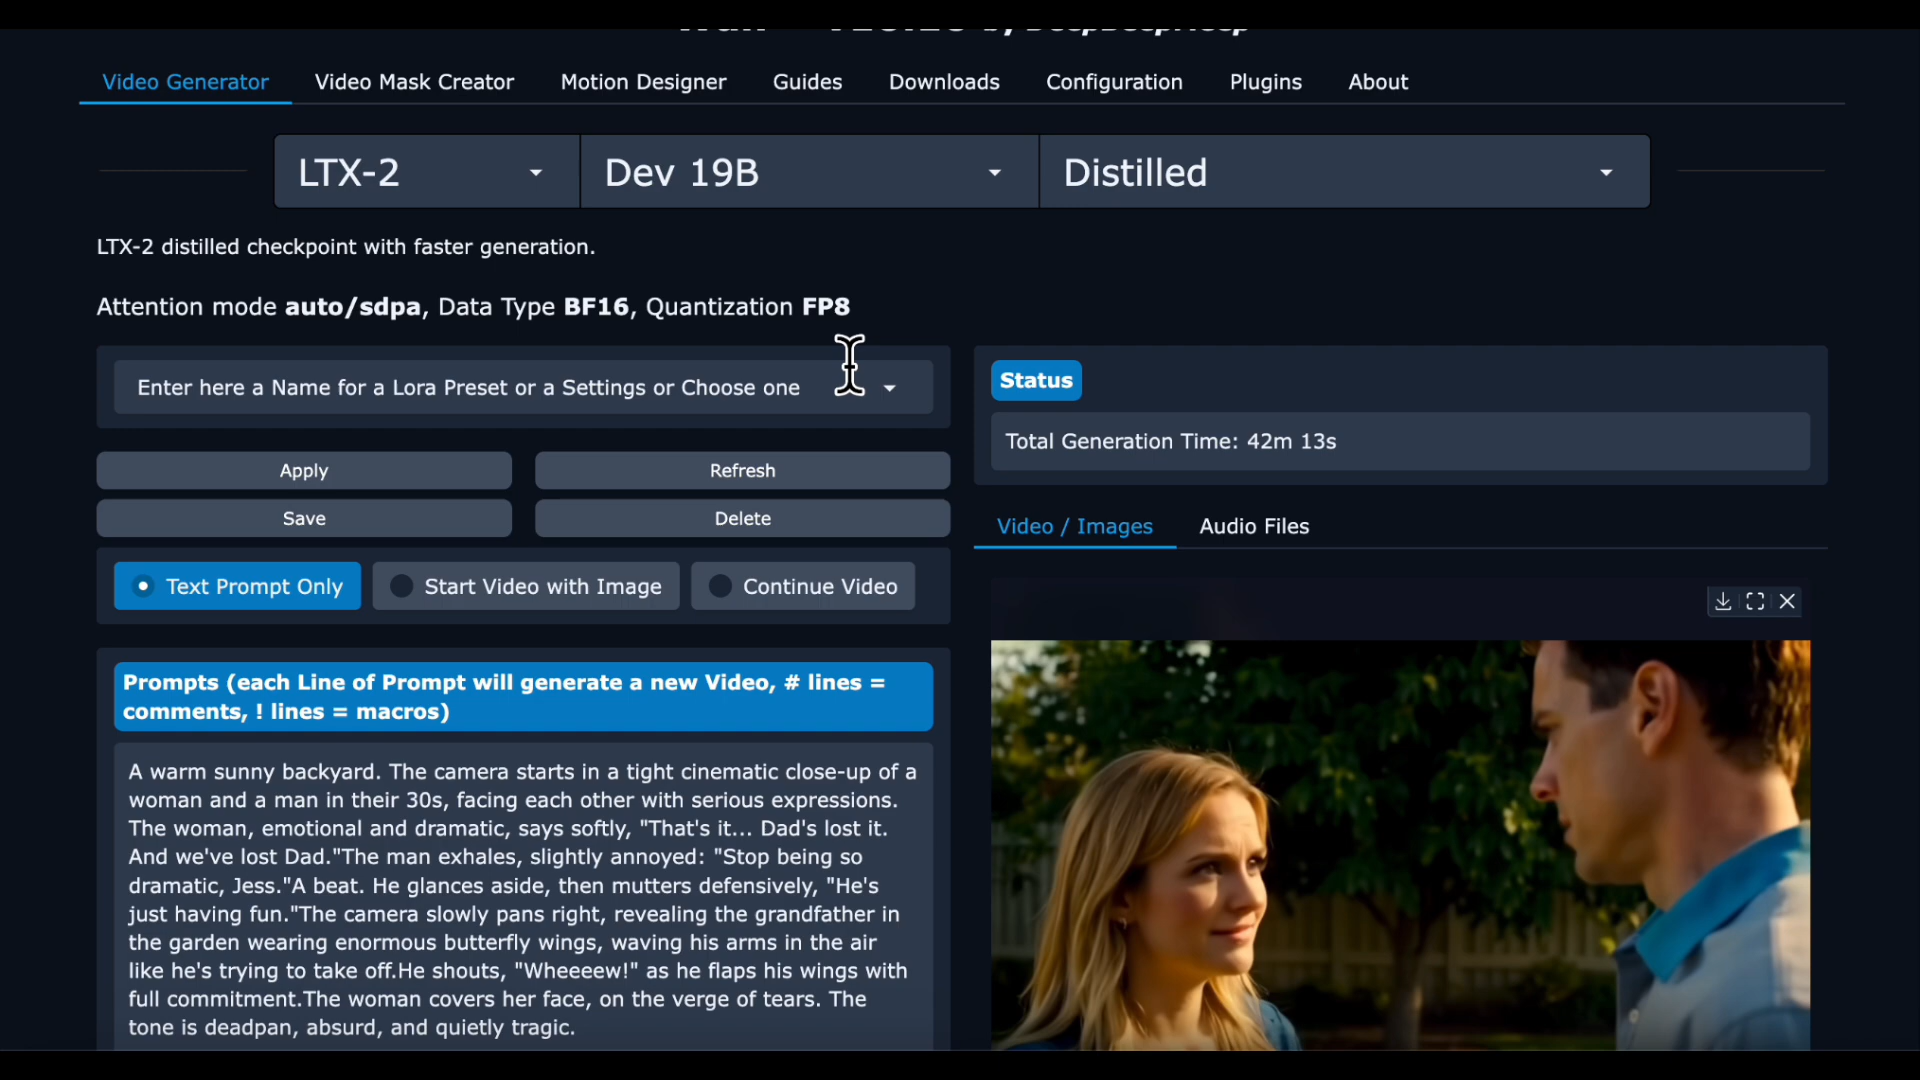 by DeepBeepMeep
Video Generator Video Mask Creator Motion Designer Guides Downloads Configuration Plugins About
LTX-2 Dev 19B Distilled
LTX-2 distilled checkpoint with faster generation.
Attention mode auto/sdpa, Data Type BF16, Quantization FP8
Enter here a Name for a Lora Preset or a Settings or Choose one
Apply Refresh
Save Delete
Text Prompt Only Start Video with Image Continue Video
Prompts (each Line of Prompt will generate a new Video, # lines =
comments, ! lines = macros)
A warm sunny backyard. The camera starts in a tight cinematic close-up of a
woman and a man in their 30s, facing each other with serious expressions.
The woman, emotional and dramatic, says softly, "That's it... Dad's lost it.
And we've lost Dad."The man exhales, slightly annoyed: "Stop being so
dramatic, Jess."A beat. He glances aside, then mutters defensively, "He's
just having fun."The camera slowly pans right, revealing the grandfather in
the garden wearing enormous butterfly wings, waving his arms in the air
like he's trying to take off.He shouts, "Wheeeew!" as he flaps his wings with
full commitment.The woman covers her face, on the verge of tears. The
tone is deadpan, absurd, and quietly tragic.
Status
Total Generation Time: 42m 13s
Video / Images Audio Files